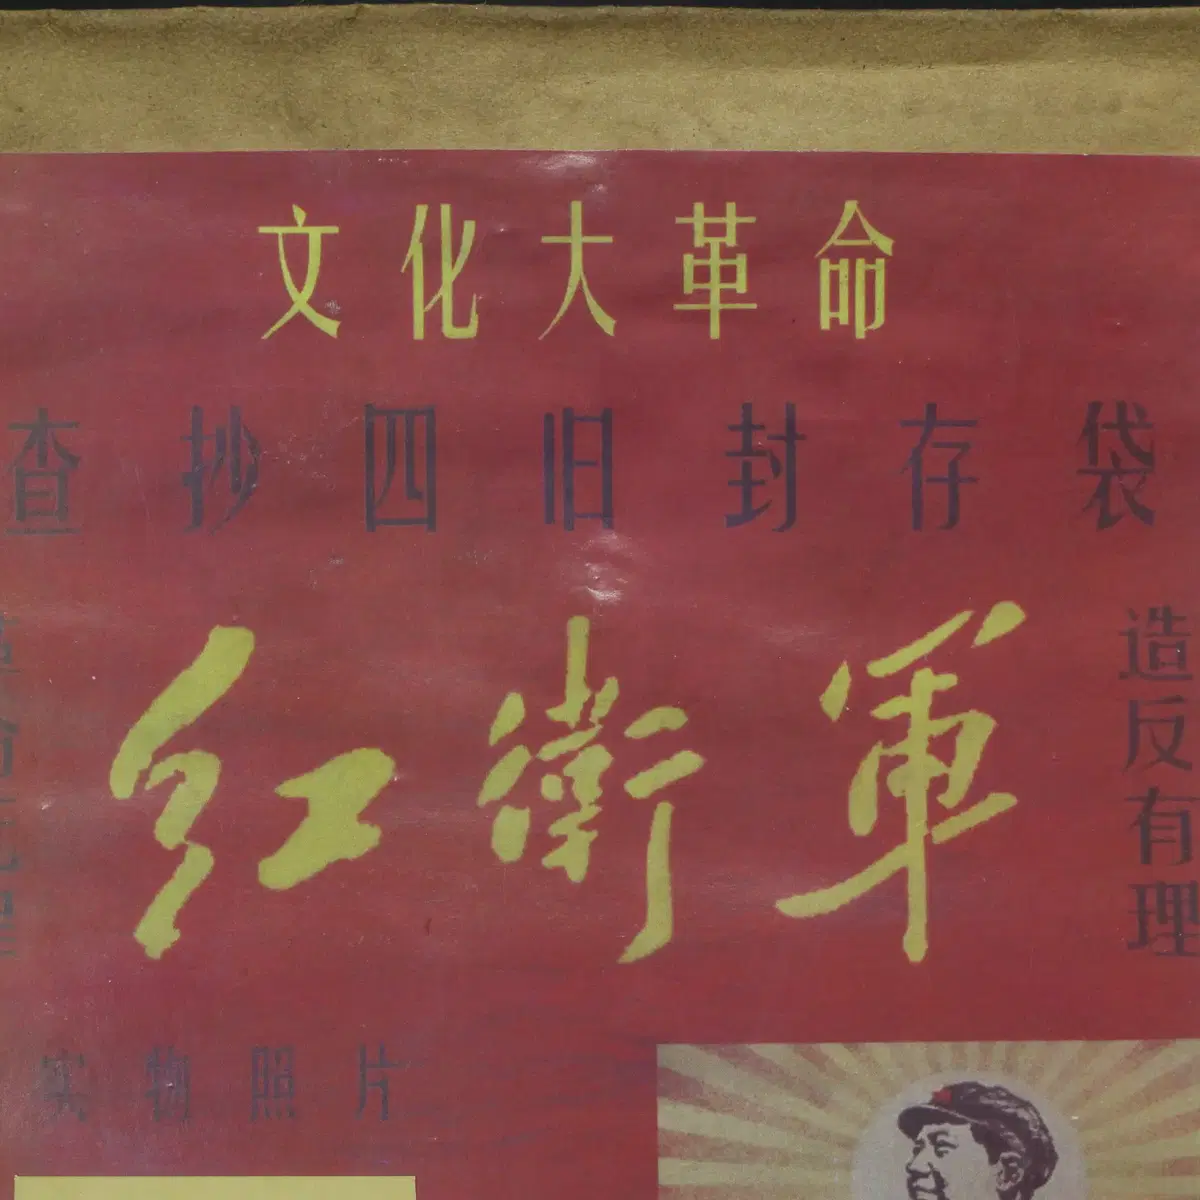 文化大革命
查抄四旧封存袋
红衛軍
造反有理
实物照片